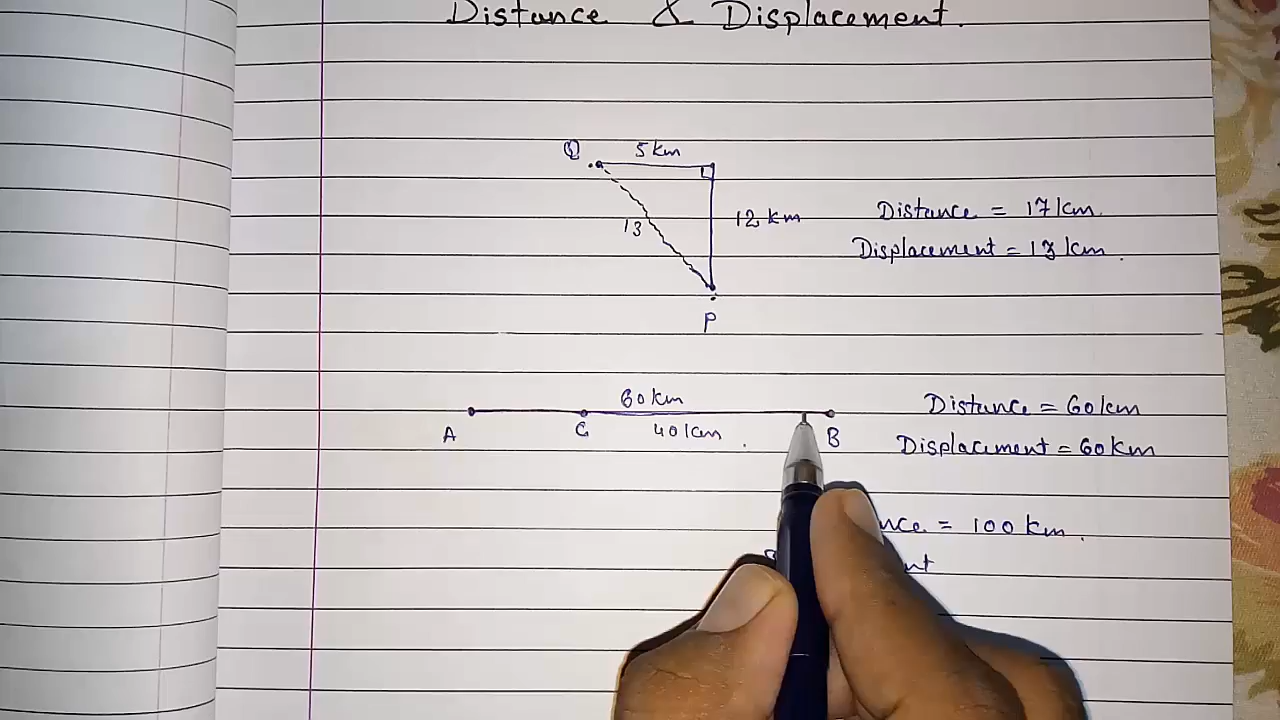 Distance & Displacement.
Q
5 km
12 km
13
P
Distance = 17 km.
Displacement = 13 km.
60 km
A
C
40 km
B
Distance = 60 km
Displacement = 60 km
nce = 100 km.
nt